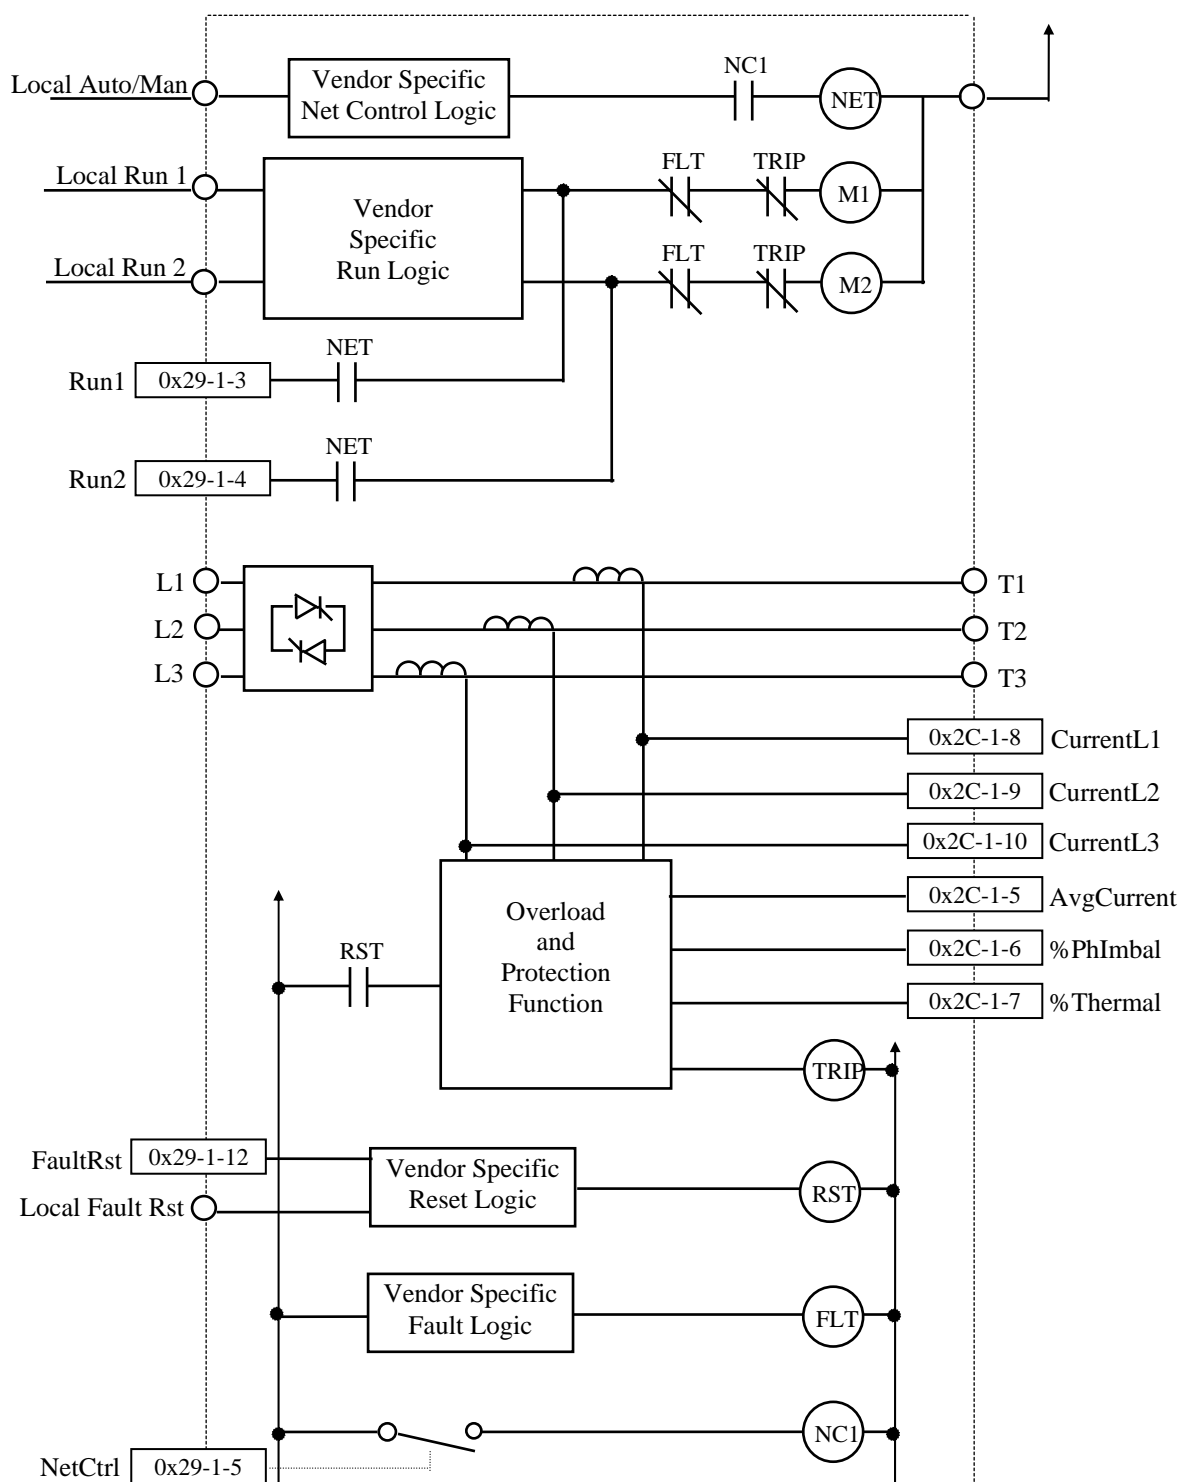 Local Auto/Man
Vendor Specific
Net Control Logic
NC1
NET
Local Run 1
Vendor
Specific
Run Logic
FLT
TRIP
M1
Local Run 2
FLT
TRIP
M2
NET
Run1
0x29-1-3
NET
Run2
0x29-1-4
L1
T1
L2
T2
L3
T3
0x2C-1-8
CurrentL1
0x2C-1-9
CurrentL2
0x2C-1-10
CurrentL3
0x2C-1-5
AvgCurrent
Overload
and
Protection
Function
RST
0x2C-1-6
%PhImbal
0x2C-1-7
%Thermal
TRIP
FaultRst
0x29-1-12
Vendor Specific
Reset Logic
RST
Local Fault Rst
Vendor Specific
Fault Logic
FLT
NC1
NetCtrl
0x29-1-5